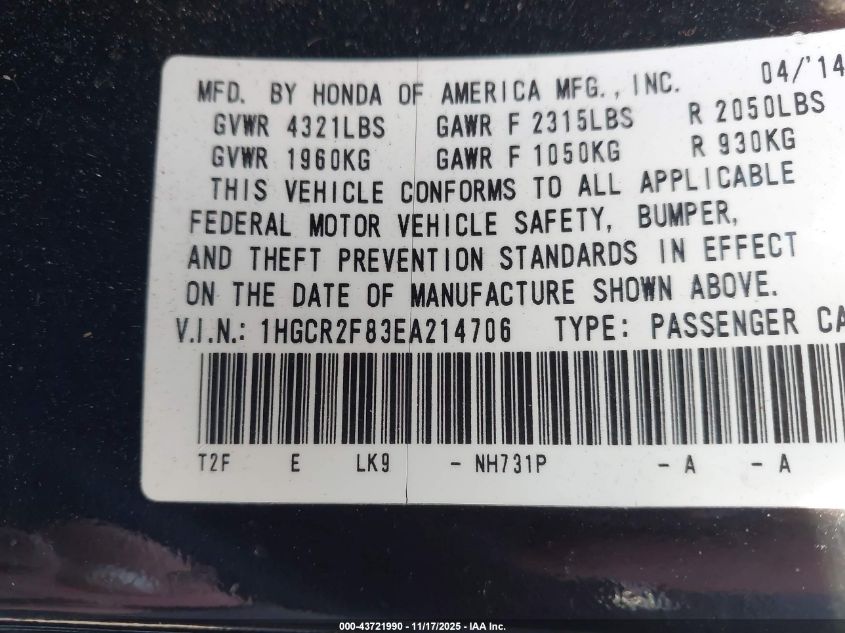 MFD. BY HONDA OF AMERICA MFG., INC. 04/'14
GVWR 4321LBS GAWR F 2315LBS R 2050LBS
GVWR 1960KG GAWR F 1050KG R 930KG
THIS VEHICLE CONFORMS TO ALL APPLICABLE
FEDERAL MOTOR VEHICLE SAFETY, BUMPER,
AND THEFT PREVENTION STANDARDS IN EFFECT
ON THE DATE OF MANUFACTURE SHOWN ABOVE.
V.I.N.: 1HGCR2F83EA214706 TYPE: PASSENGER CA
T2F E LK9 - NH731P - A - A
000-43721990 - 11/17/2025 - IAA Inc.